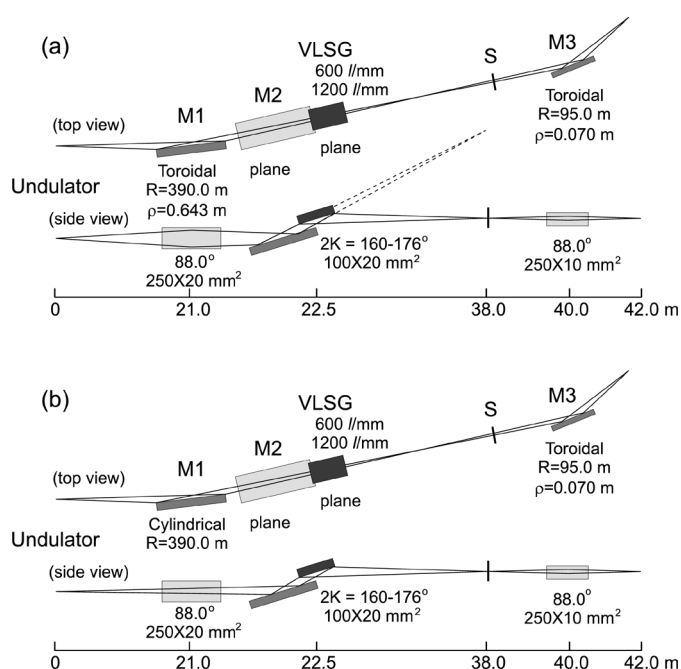 (a)
VLSG
600 l/mm
1200 l/mm
M3
S
M2
M1
(top view)
Toroidal
R=95.0 m
ρ=0.070 m
plane
plane
Toroidal
R=390.0 m
ρ=0.643 m
Undulator
(side view)
88.0°
250X20 mm²
2K = 160-176°
100X20 mm²
88.0°
250X10 mm²
0 21.0 22.5 38.0 40.0 42.0 m
(b)
VLSG
600 l/mm
1200 l/mm
M3
S
M2
M1
(top view)
Toroidal
R=95.0 m
ρ=0.070 m
plane
plane
Cylindrical
R=390.0 m
Undulator
(side view)
88.0°
250X20 mm²
2K = 160-176°
100X20 mm²
88.0°
250X10 mm²
0 21.0 22.5 38.0 40.0 42.0 m